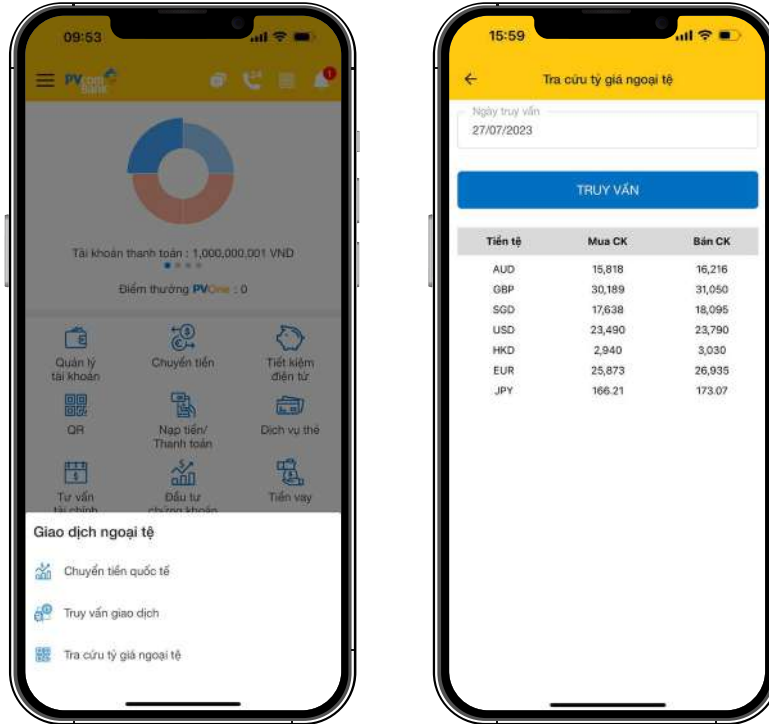 09:53
PVcomBank
24
1
Tài khoản thanh toán : 1,000,000,001 VND
Điểm thưởng PVOne : 0
Quản lý tài khoản
Chuyển tiền
Tiết kiệm điện tử
QR
Nạp tiền/ Thanh toán
Dịch vụ thẻ
Tư vấn tài chính
Đầu tư chứng khoán
Tiền vay
Giao dịch ngoại tệ
Chuyển tiền quốc tế
Truy vấn giao dịch
Tra cứu tỷ giá ngoại tệ
15:59
Tra cứu tỷ giá ngoại tệ
Ngày truy vấn
27/07/2023
TRUY VẤN
Tiền tệ Mua CK Bán CK
AUD 15,818 16,216
GBP 30,189 31,050
SGD 17,638 18,095
USD 23,490 23,790
HKD 2,940 3,030
EUR 25,873 26,935
JPY 166.21 173.07